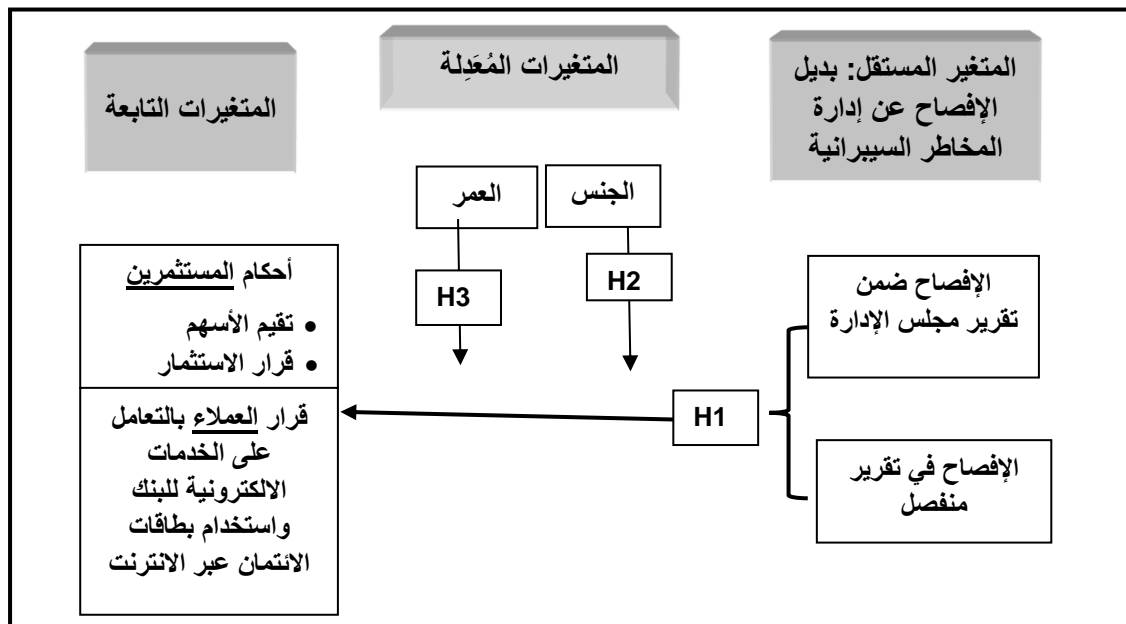 المتغير المستقل: بديل
الإفصاح عن إدارة
المخاطر السيبرانية
المتغيرات المُعَدِلة
المتغيرات التابعة
الجنس
العمر
H2
H3
الإفصاح ضمن
تقرير مجلس الإدارة
الإفصاح في تقرير
منفصل
H1
أحكام المستثمرين
• تقيم الأسهم
• قرار الاستثمار
قرار العملاء بالتعامل
على الخدمات
الالكترونية للبنك
واستخدام بطاقات
الائتمان عبر الانترنت